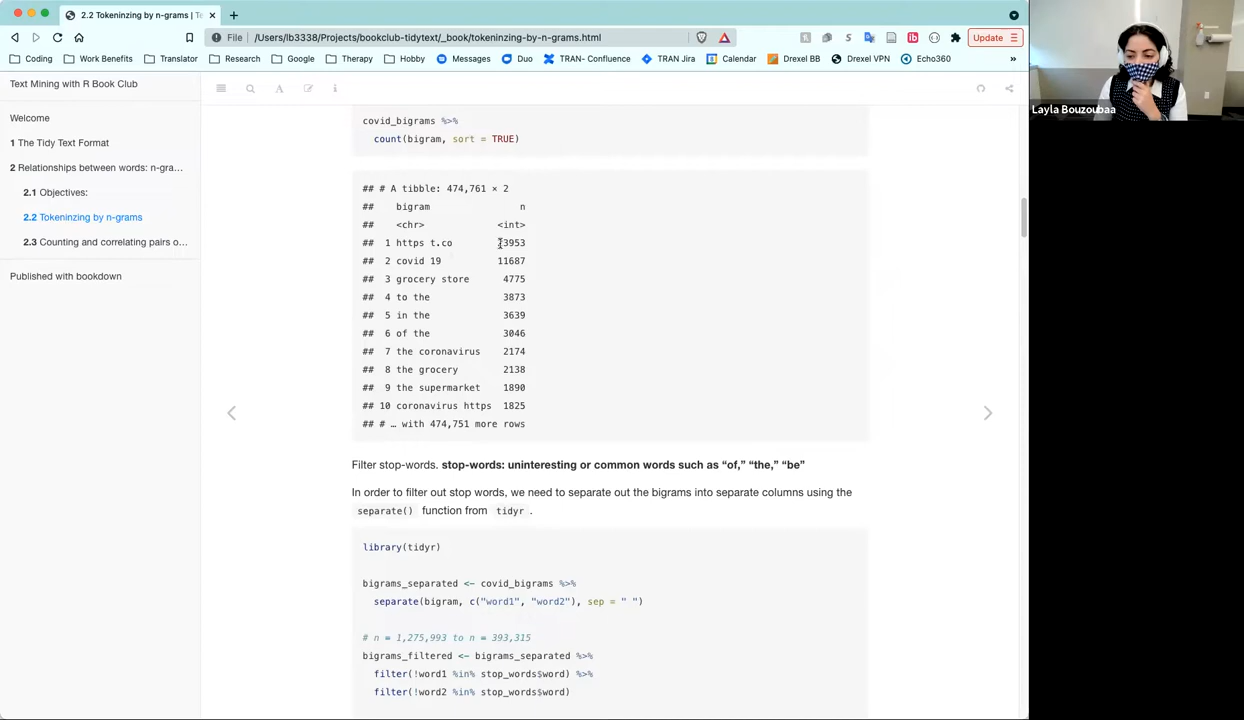 2.2 Tokeninzing by n-grams | Te
File
/Users/lb3338/Projects/bookclub-tidytext/_book/tokeninzing-by-n-grams.html
Update
Coding
Work Benefits
Translator
Research
Google
Therapy
Hobby
Messages
Duo
TRAN- Confluence
TRAN Jira
Calendar
Drexel BB
Drexel VPN
Echo360
»
Text Mining with R Book Club
Welcome
1 The Tidy Text Format
2 Relationships between words: n-gra…
2.1 Objectives:
2.2 Tokeninzing by n-grams
2.3 Counting and correlating pairs o…
Published with bookdown
covid_bigrams %>%
count(bigram, sort = TRUE)
## # A tibble: 474,761 × 2
## bigram n
## <chr> <int>
## 1 https t.co 3953
## 2 covid 19 11687
## 3 grocery store 4775
## 4 to the 3873
## 5 in the 3639
## 6 of the 3046
## 7 the coronavirus 2174
## 8 the grocery 2138
## 9 the supermarket 1890
## 10 coronavirus https 1825
## # … with 474,751 more rows
Filter stop-words. stop-words: uninteresting or common words such as “of,” “the,” “be”
In order to filter out stop words, we need to separate out the bigrams into separate columns using the
separate() function from tidyr .
library(tidyr)
bigrams_separated <- covid_bigrams %>%
separate(bigram, c("word1", "word2"), sep = " ")
# n = 1,275,993 to n = 393,315
bigrams_filtered <- bigrams_separated %>%
filter(!word1 %in% stop_words$word) %>%
filter(!word2 %in% stop_words$word)
Layla Bouzoubaa